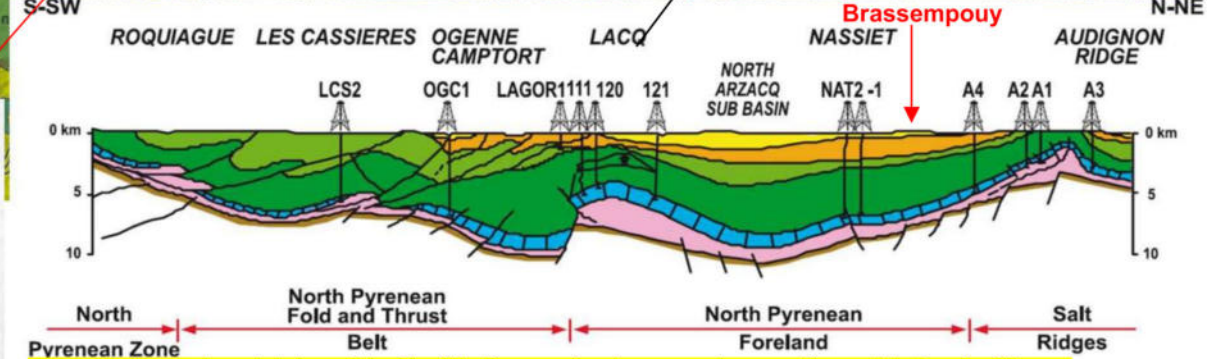 S-SW
Brassempouy
N-NE
ROQUIAGUE LES CASSIERES OGENNE LACQ NASSIET AUDIGNON
CAMPTORT RIDGE
NORTH
ARZACQ
SUB BASIN
LCS2 OGC1 LAGOR1 111 120 121 NAT2 -1 A4 A2 A1 A3
0 km 0 km
5 5
10 10
North North Pyrenean North Pyrenean Salt
Fold and Thrust
Pyrenean Zone Belt Foreland Ridges